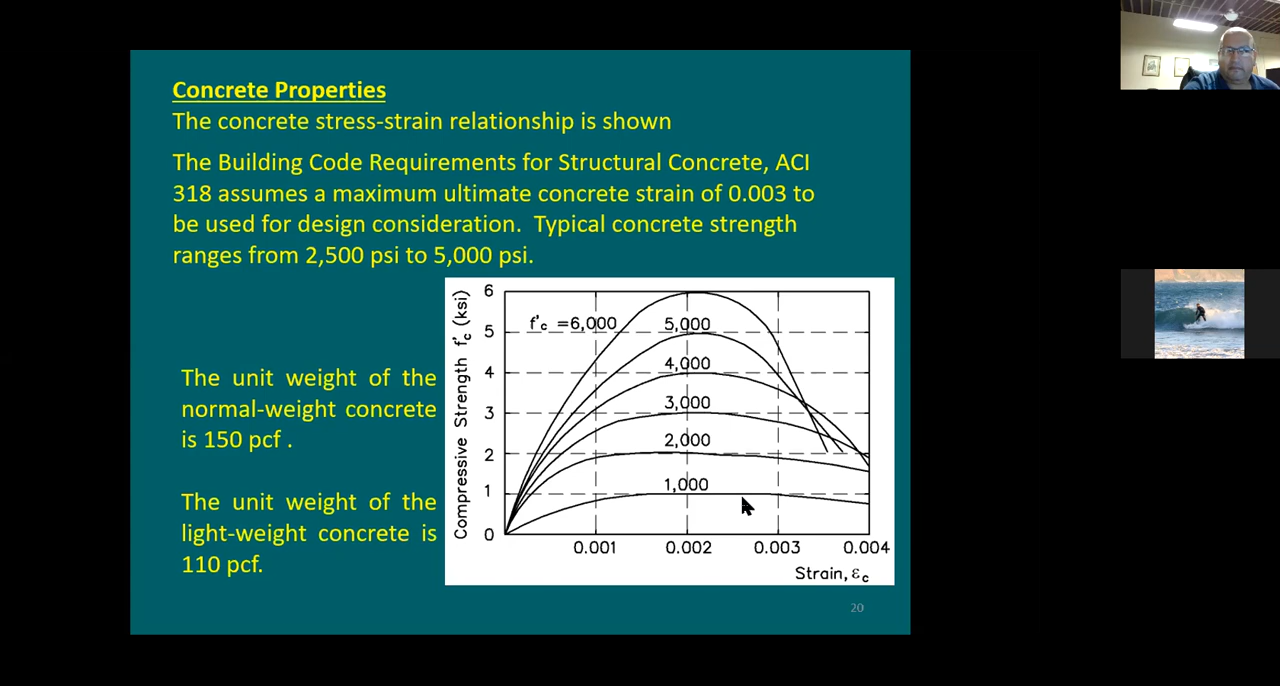 Concrete Properties
The concrete stress-strain relationship is shown
The Building Code Requirements for Structural Concrete, ACI
318 assumes a maximum ultimate concrete strain of 0.003 to
be used for design consideration.  Typical concrete strength
ranges from 2,500 psi to 5,000 psi.
The unit weight of the
normal-weight concrete
is 150 pcf .
The unit weight of the
light-weight concrete is
110 pcf.
Compressive Strength f'c (ksi)
6
5
4
3
2
1
0
f'c =6,000
5,000
4,000
3,000
2,000
1,000
0.001 0.002 0.003 0.004
Strain, εc
20